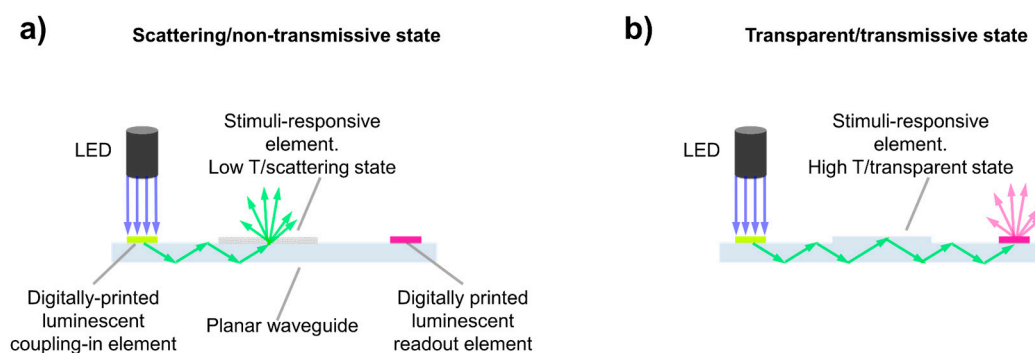 a)
Scattering/non-transmissive state
LED
Stimuli-responsive
element.
Low T/scattering state
Digitally-printed
luminescent
coupling-in element
Planar waveguide
Digitally printed
luminescent
readout element
b)
Transparent/transmissive state
LED
Stimuli-responsive
element.
High T/transparent state